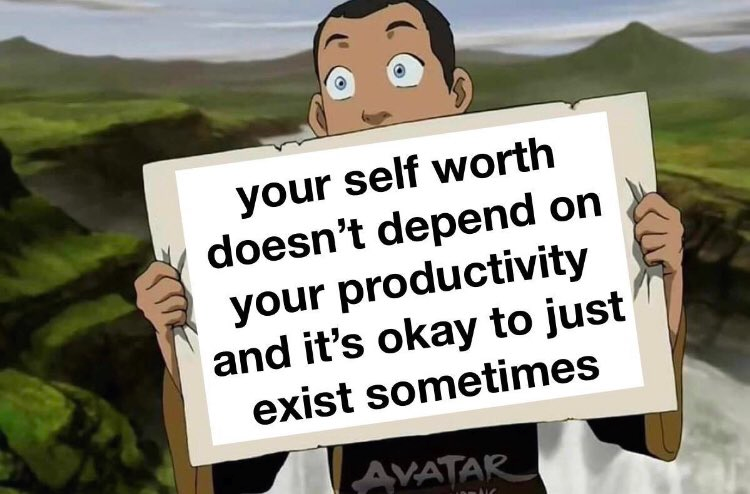 your self worth
doesn’t depend on
your productivity
and it’s okay to just
exist sometimes
AVATAR